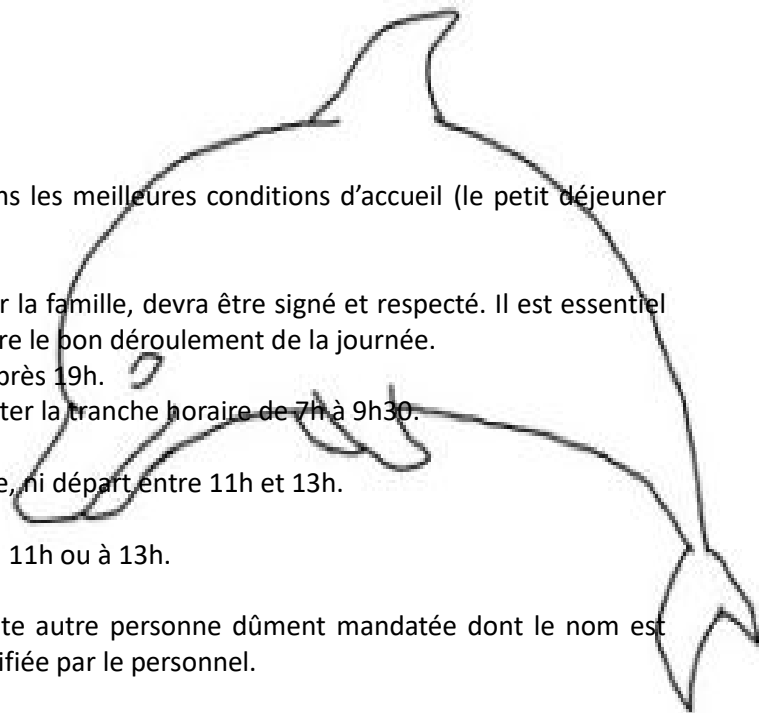 ns les meilleures conditions d’accueil (le petit déjeuner
r la famille, devra être signé et respecté. Il est essentiel
re le bon déroulement de la journée.
près 19h.
ter la tranche horaire de 7h à 9h30.
e, ni départ entre 11h et 13h.
11h ou à 13h.
te autre personne dûment mandatée dont le nom est
ifiée par le personnel.